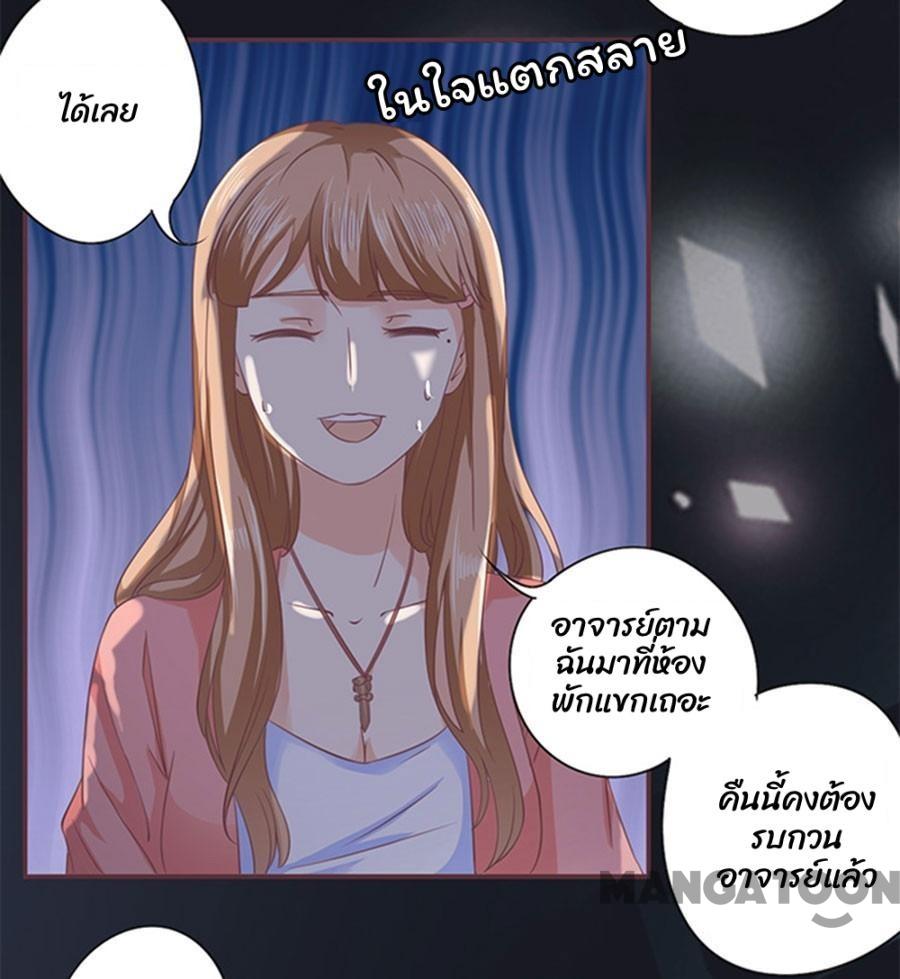 ในใจแตกสลาย
ได้เลย
อาจารย์ตาม
ฉันมาที่ห้อง
พักแขกเถอะ
คืนนี้คงต้อง
รบกวน
อาจารย์แล้ว
MANGATOON